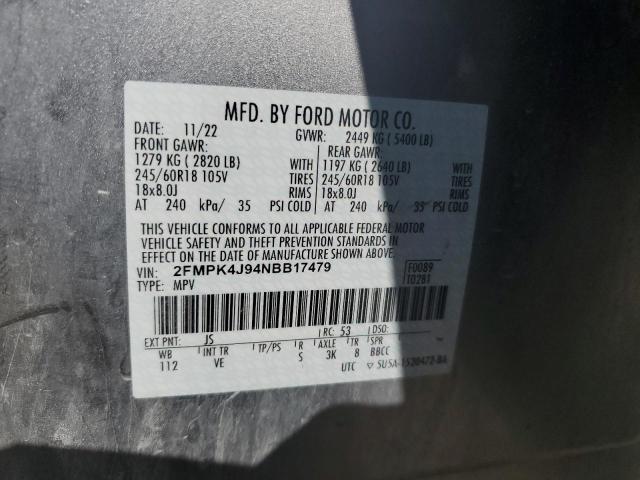 MFD. BY FORD MOTOR CO.
DATE: 11/22 GVWR: 2449 KG ( 5400 LB)
FRONT GAWR: REAR GAWR:
1279 KG ( 2820 LB) WITH 1197 KG ( 2640 LB) WITH
245/60R18 105V TIRES 245/60R18 105V TIRES
18x8.0J RIMS 18x8.0J RIMS
AT 240 kPa/ 35 PSI COLD AT 240 kPa/ 35 PSI COLD
THIS VEHICLE CONFORMS TO ALL APPLICABLE FEDERAL MOTOR
VEHICLE SAFETY AND THEFT PREVENTION STANDARDS IN
EFFECT ON THE DATE OF MANUFACTURE SHOWN ABOVE.
VIN: 2FMPK4J94NBB17479 F0089
TYPE: MPV T0281
EXT PNT: JS RC: 53 DSO:
WB INT TR TP/PS R AXLE TR SPR
112 VE S 3K 8 BBCC
UTC ▽ 5U5A-1520472-BA